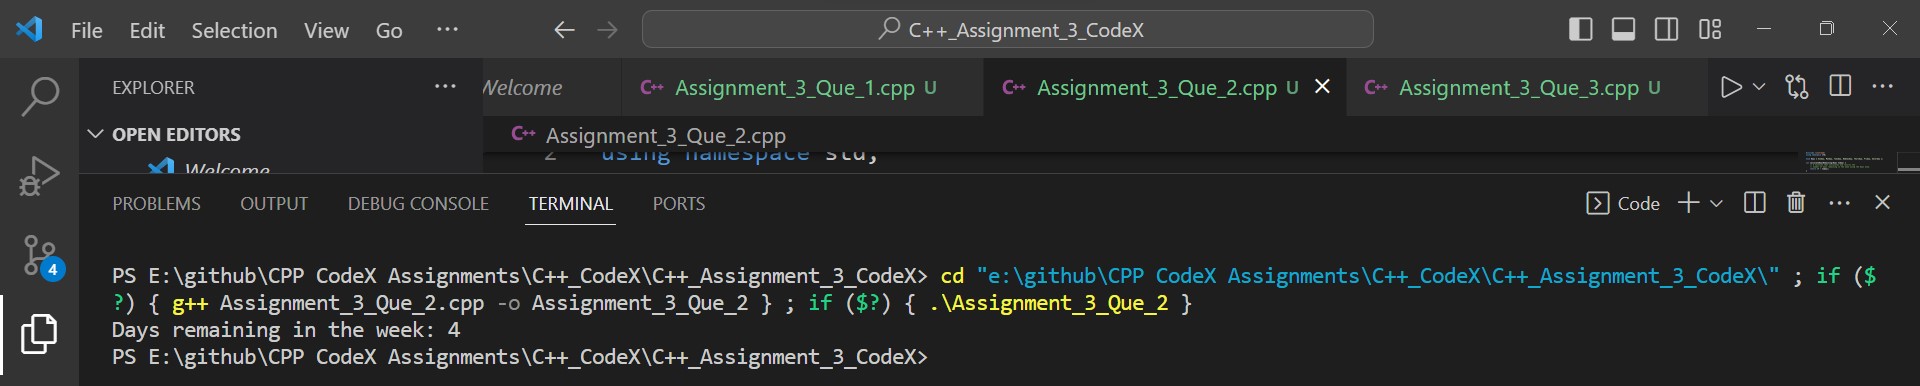 File Edit Selection View Go ··· C++_Assignment_3_CodeX
EXPLORER ··· Welcome C++ Assignment_3_Que_1.cpp U C++ Assignment_3_Que_2.cpp U C++ Assignment_3_Que_3.cpp U ···
OPEN EDITORS C++ Assignment_3_Que_2.cpp
Welcome 2 using namespace std;
PROBLEMS OUTPUT DEBUG CONSOLE TERMINAL PORTS Code ···
4
PS E:\github\CPP CodeX Assignments\C++_CodeX\C++_Assignment_3_CodeX> cd "e:\github\CPP CodeX Assignments\C++_CodeX\C++_Assignment_3_CodeX\" ; if ($
?) { g++ Assignment_3_Que_2.cpp -o Assignment_3_Que_2 } ; if ($?) { .\Assignment_3_Que_2 }
Days remaining in the week: 4
PS E:\github\CPP CodeX Assignments\C++_CodeX\C++_Assignment_3_CodeX>